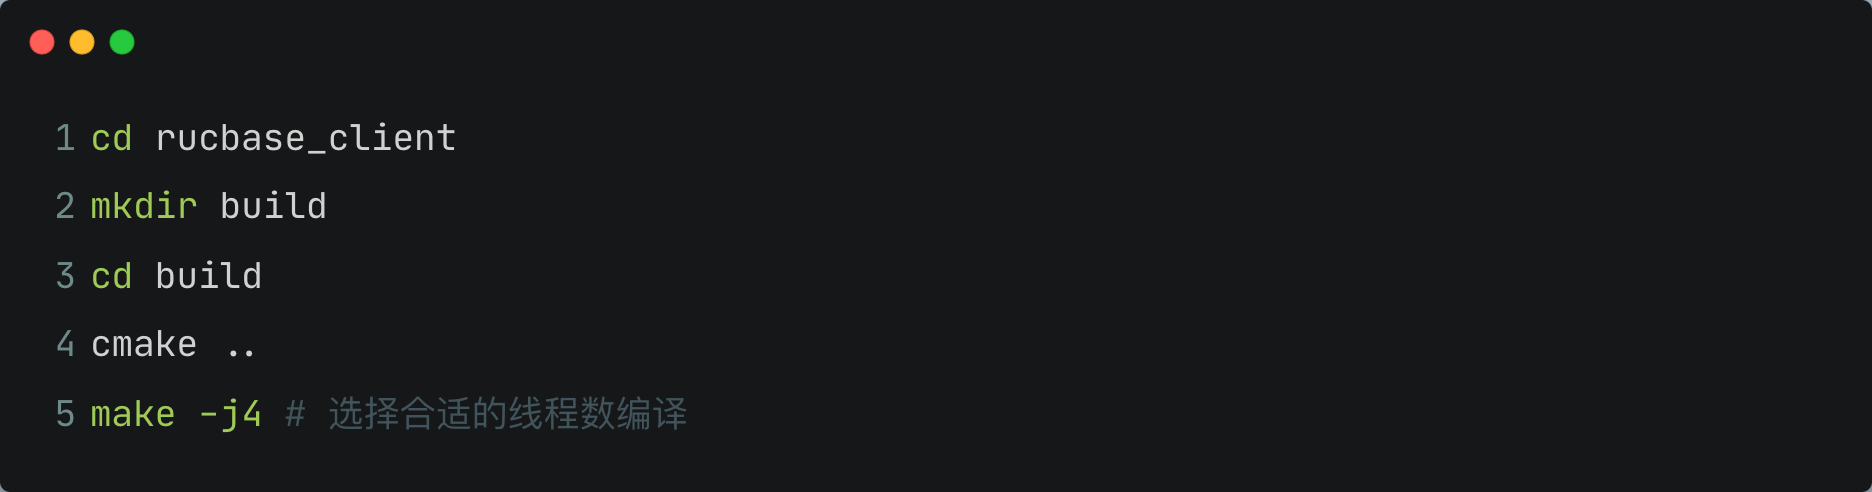 1 cd rucbase_client
2 mkdir build
3 cd build
4 cmake ..
5 make -j4 # 选择合适的线程数编译